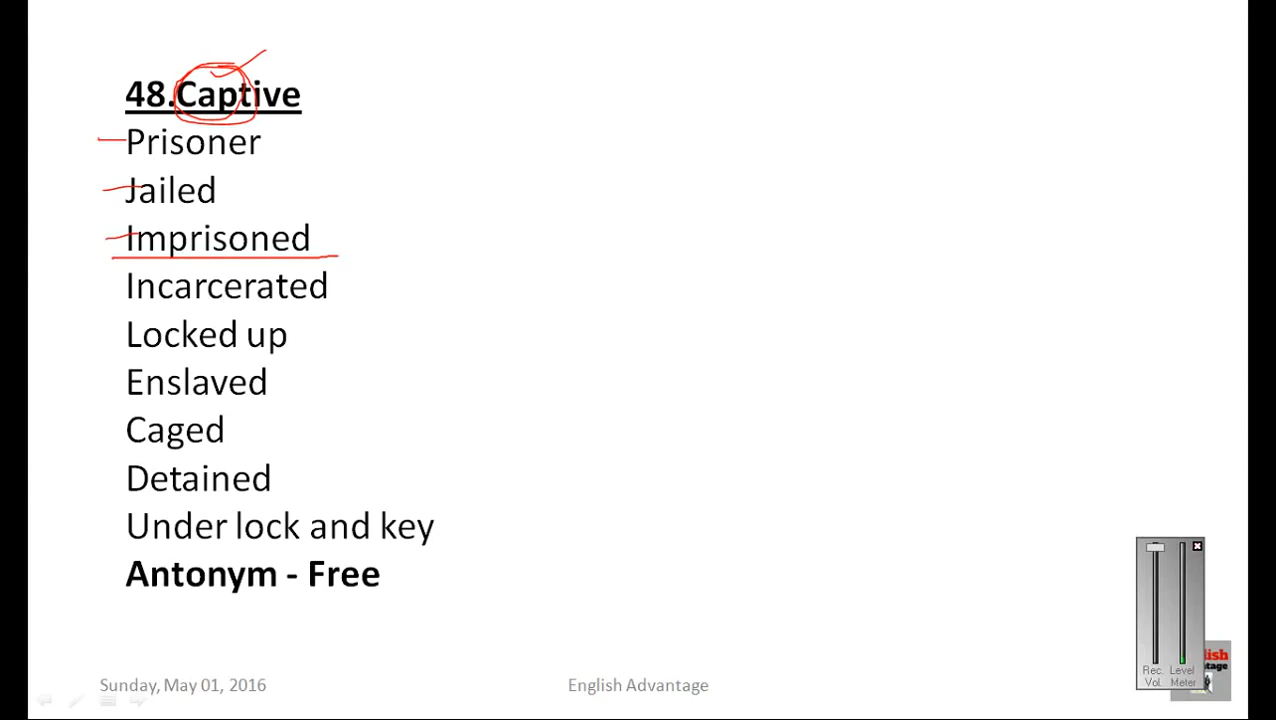 48.Captive
Prisoner
Jailed
Imprisoned
Incarcerated
Locked up
Enslaved
Caged
Detained
Under lock and key
Antonym - Free
Rec. Level
Vol. Meter
Sunday, May 01, 2016
English Advantage